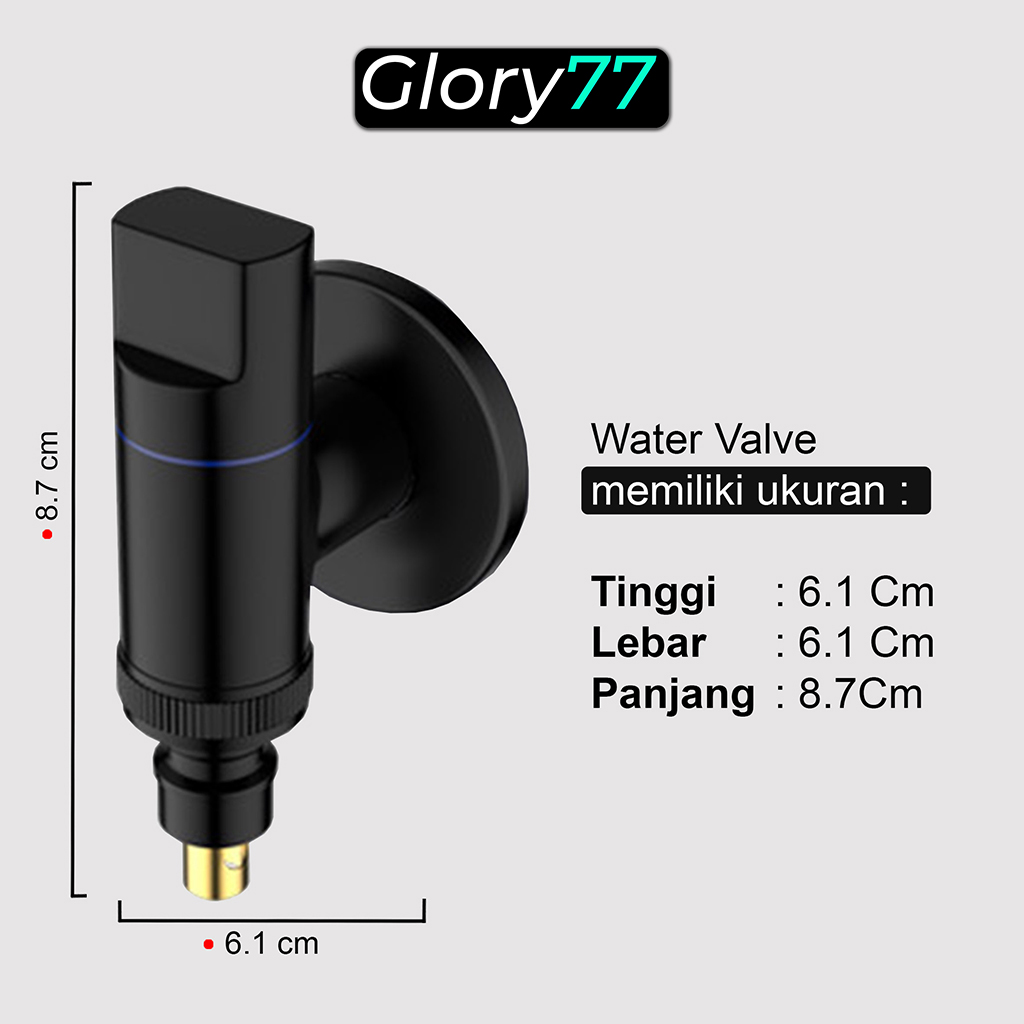 Glory77
8.7 cm
Water Valve
memiliki ukuran :
Tinggi : 6.1 Cm
Lebar : 6.1 Cm
Panjang : 8.7Cm
6.1 cm